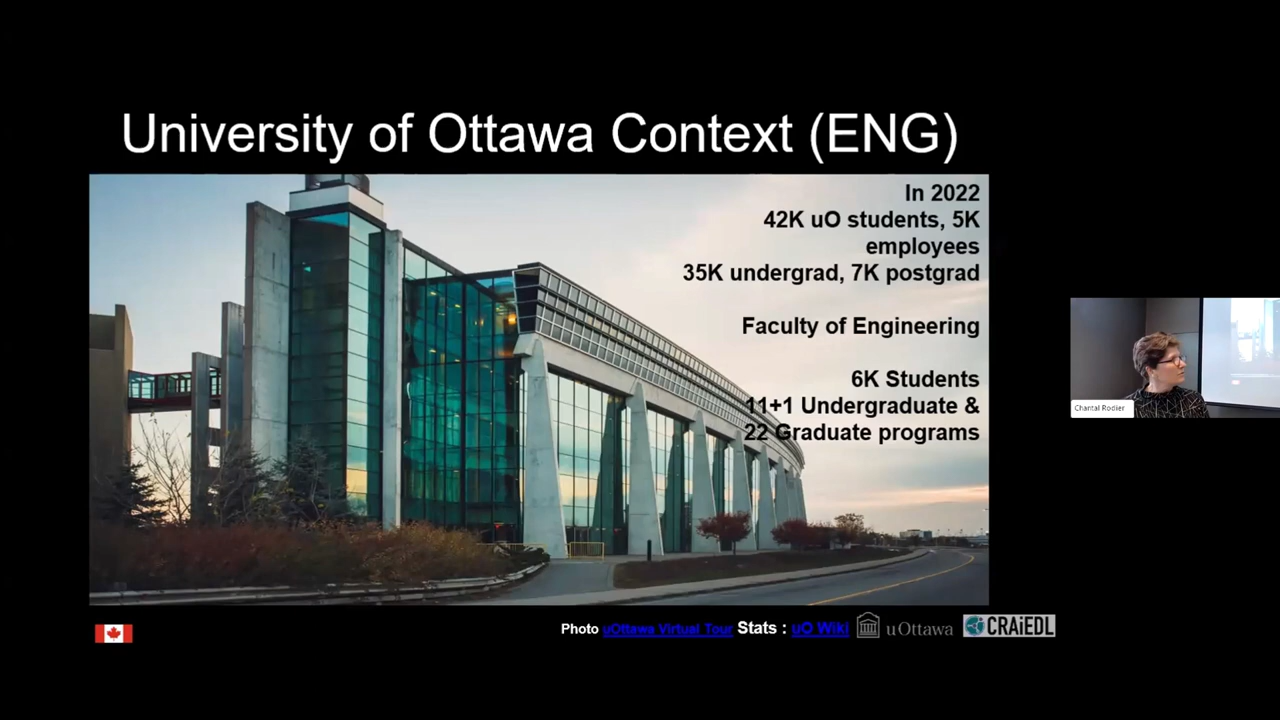 University of Ottawa Context (ENG)
In 2022
42K uO students, 5K
employees
35K undergrad, 7K postgrad
Faculty of Engineering
6K Students
11+1 Undergraduate &
22 Graduate programs
Chantal Rodier
Photo uOttawa Virtual Tour Stats : uO Wiki
uOttawa
CRAiEDL